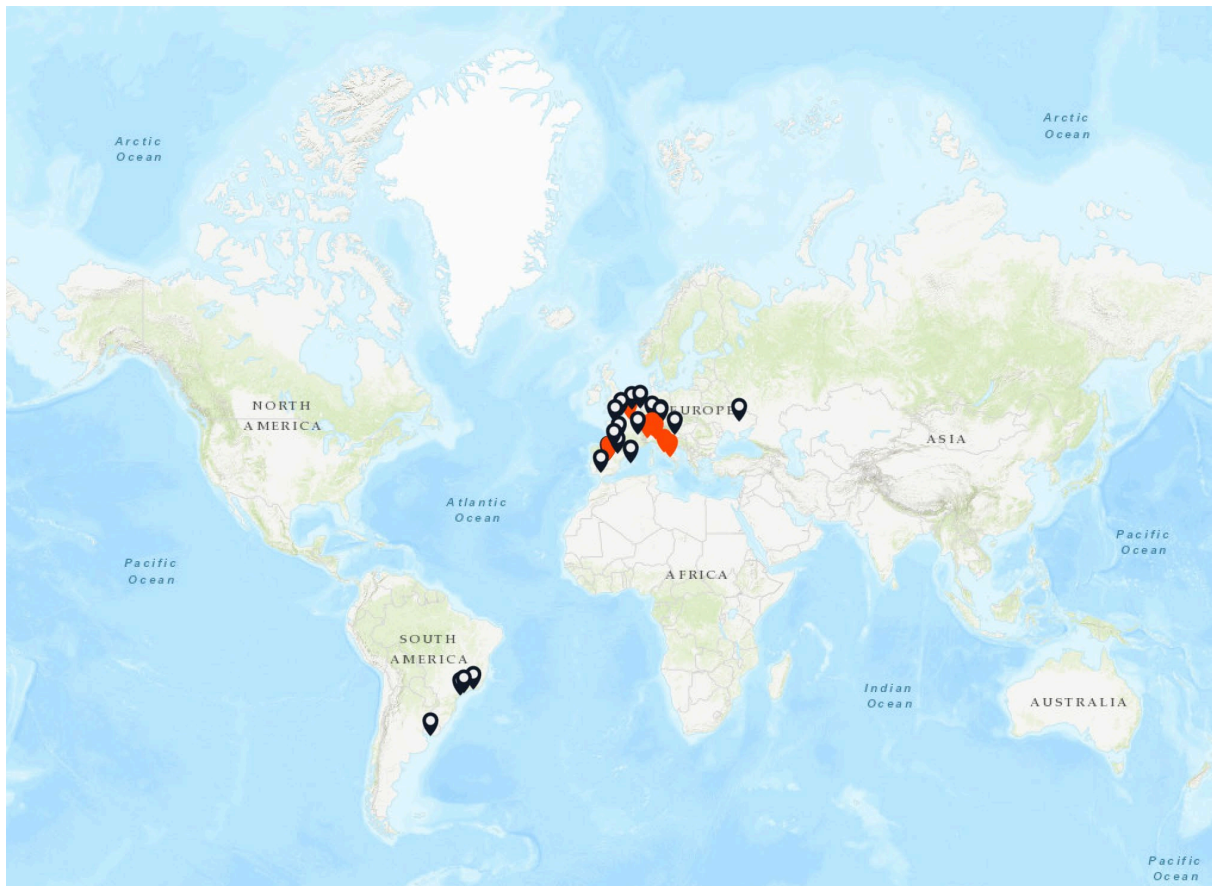 Arctic
Ocean
Arctic
Ocean
NORTH
AMERICA
EUROPE
ASIA
Atlantic
Ocean
Pacific
Ocean
Pacific
Ocean
AFRICA
SOUTH
AMERICA
Indian
Ocean
AUSTRALIA
Pacific
Ocean